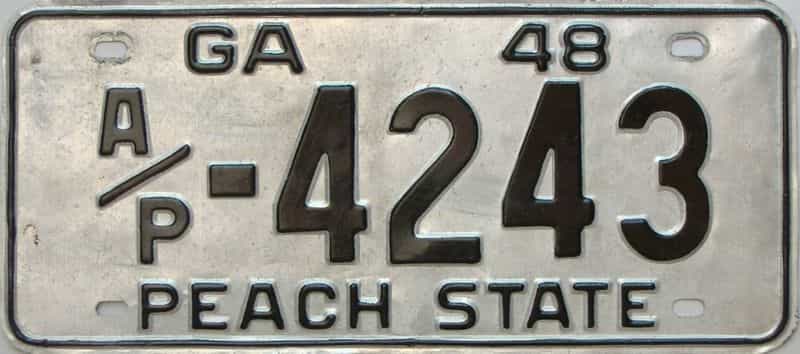 GA 48
A/P-4243
PEACH STATE